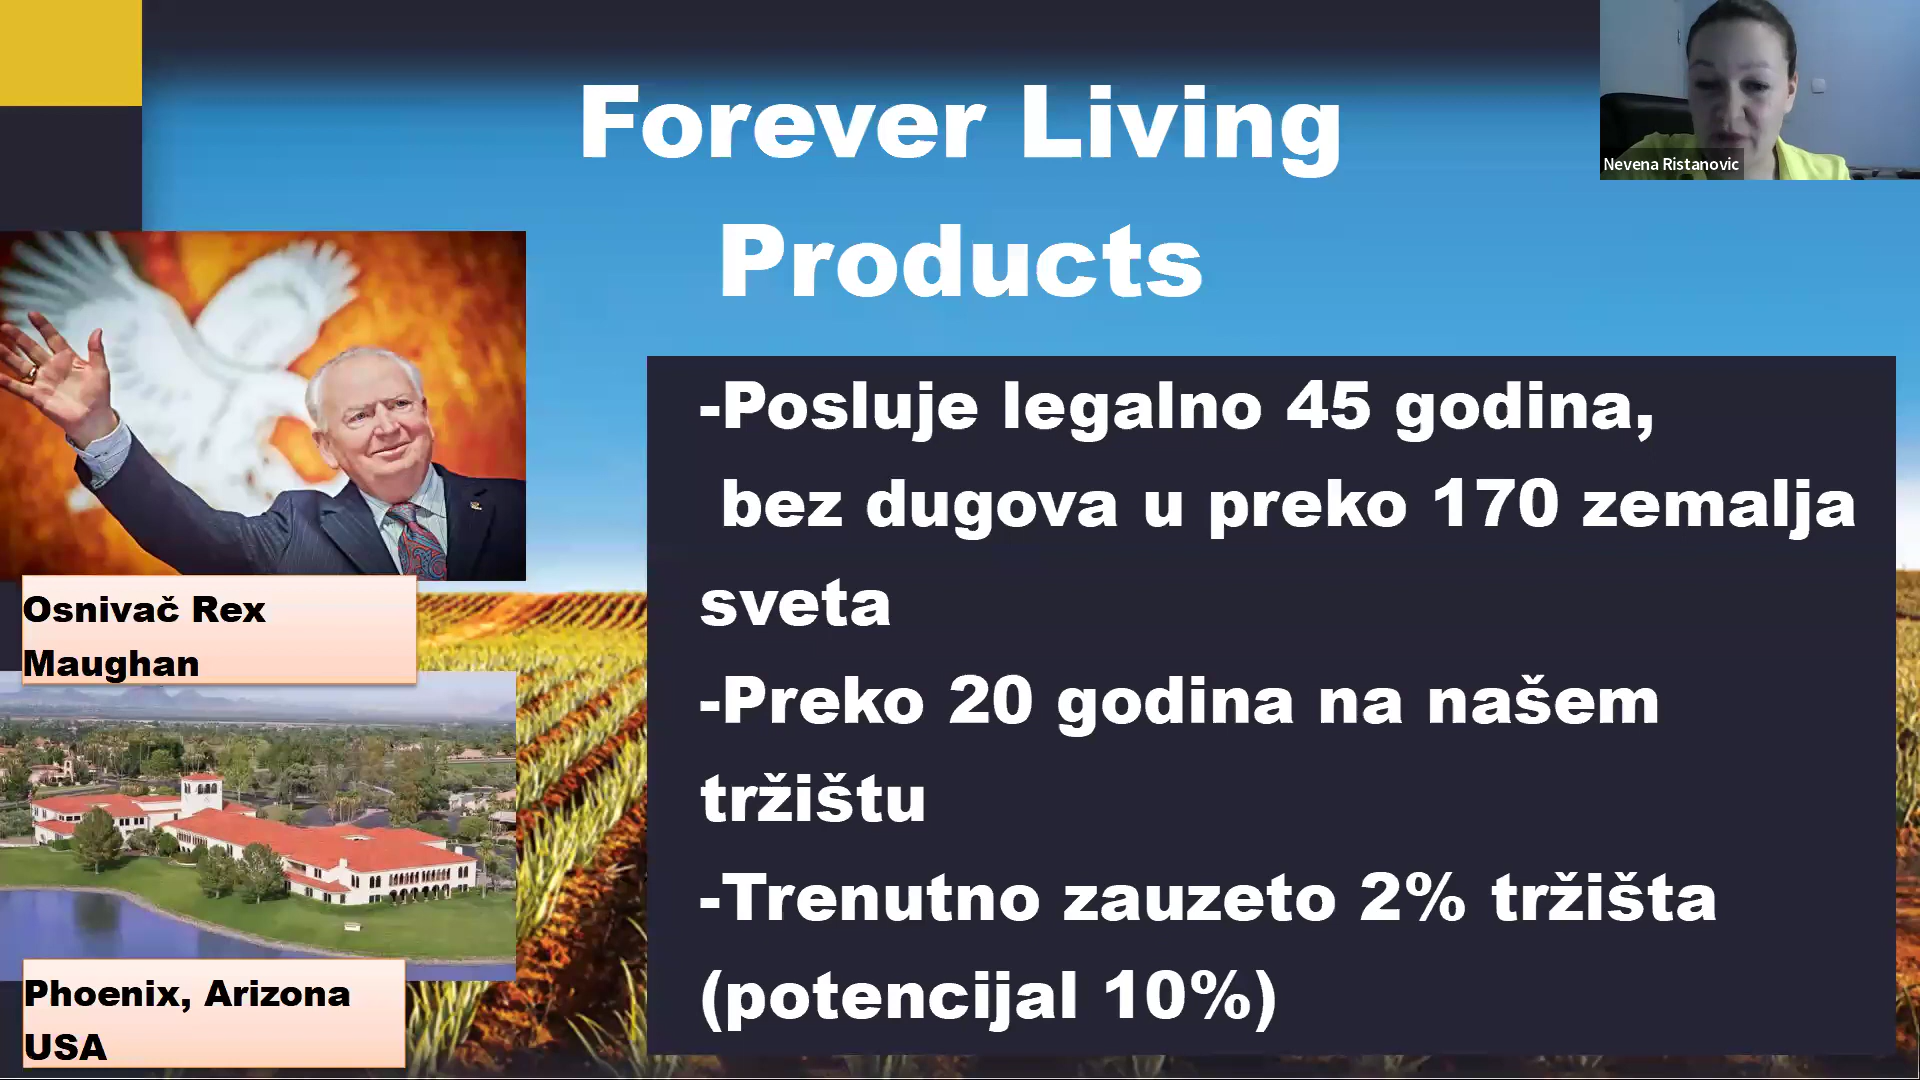 Forever Living
Products
Nevena Ristanovic
-Posluje legalno 45 godina,
bez dugova u preko 170 zemalja
sveta
-Preko 20 godina na našem
tržištu
-Trenutno zauzeto 2% tržišta
(potencijal 10%)
Osnivač Rex
Maughan
Phoenix, Arizona
USA